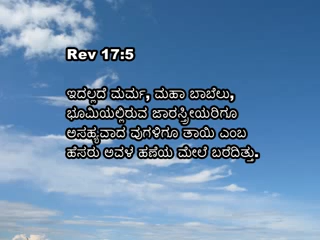 Rev 17:5
ಇದಲ್ಲದೆ ಮರ್ಮ, ಮಹಾ ಬಾಬೆಲು,
ಭೂಮಿಯಲ್ಲಿರುವ ಜಾರಸ್ತ್ರೀಯರಿಗೂ
ಅಸಹ್ಯವಾದ ವುಗಳಿಗೂ ತಾಯಿ ಎಂಬ
ಹೆಸರು ಅವಳ ಹಣೆಯ ಮೇಲೆ ಬರೆದಿತ್ತು.